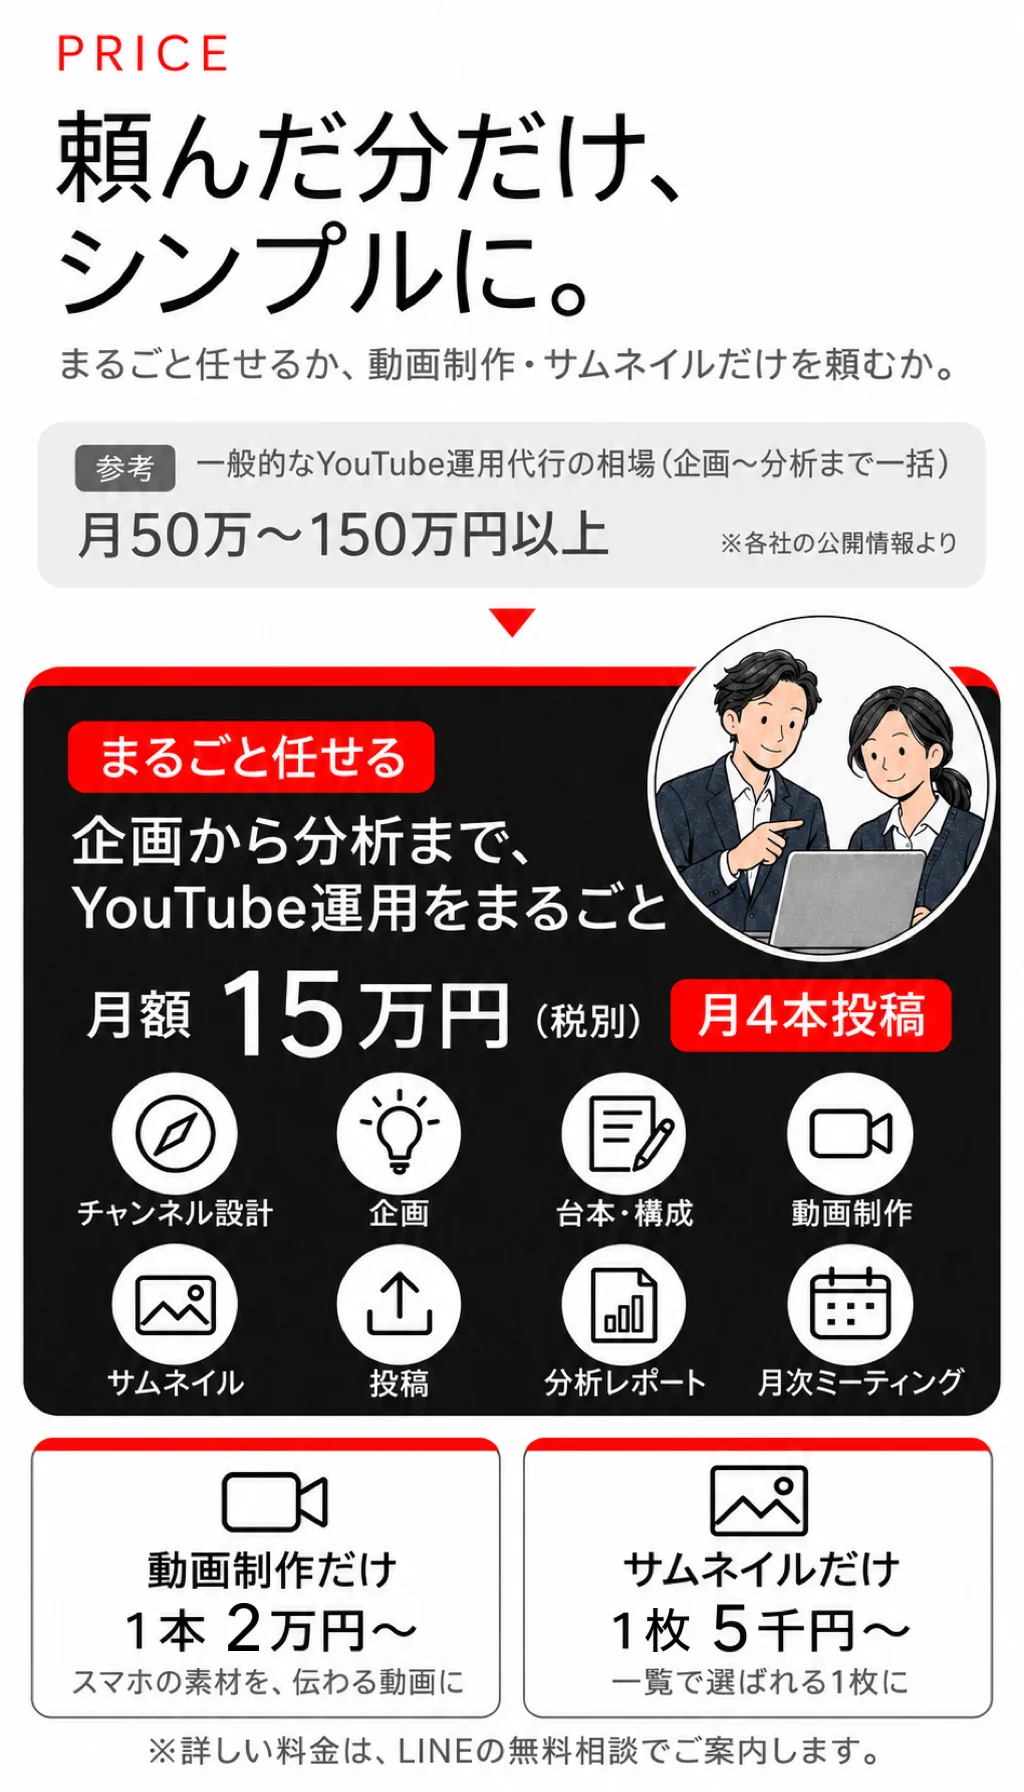 PRICE
頼んだ分だけ、
シンプルに。
まるごと任せるか、動画制作・サムネイルだけを頼むか。
参考 一般的なYouTube運用代行の相場（企画〜分析まで一括）
月50万〜150万円以上 ※各社の公開情報より
まるごと任せる
企画から分析まで、
YouTube運用をまるごと
月額 15万円（税別） 月4本投稿
チャンネル設計 企画 台本・構成 動画制作
サムネイル 投稿 分析レポート 月次ミーティング
動画制作だけ
1本 2万円〜
スマホの素材を、伝わる動画に
サムネイルだけ
1枚 5千円〜
一覧で選ばれる1枚に
※詳しい料金は、LINEの無料相談でご案内します。